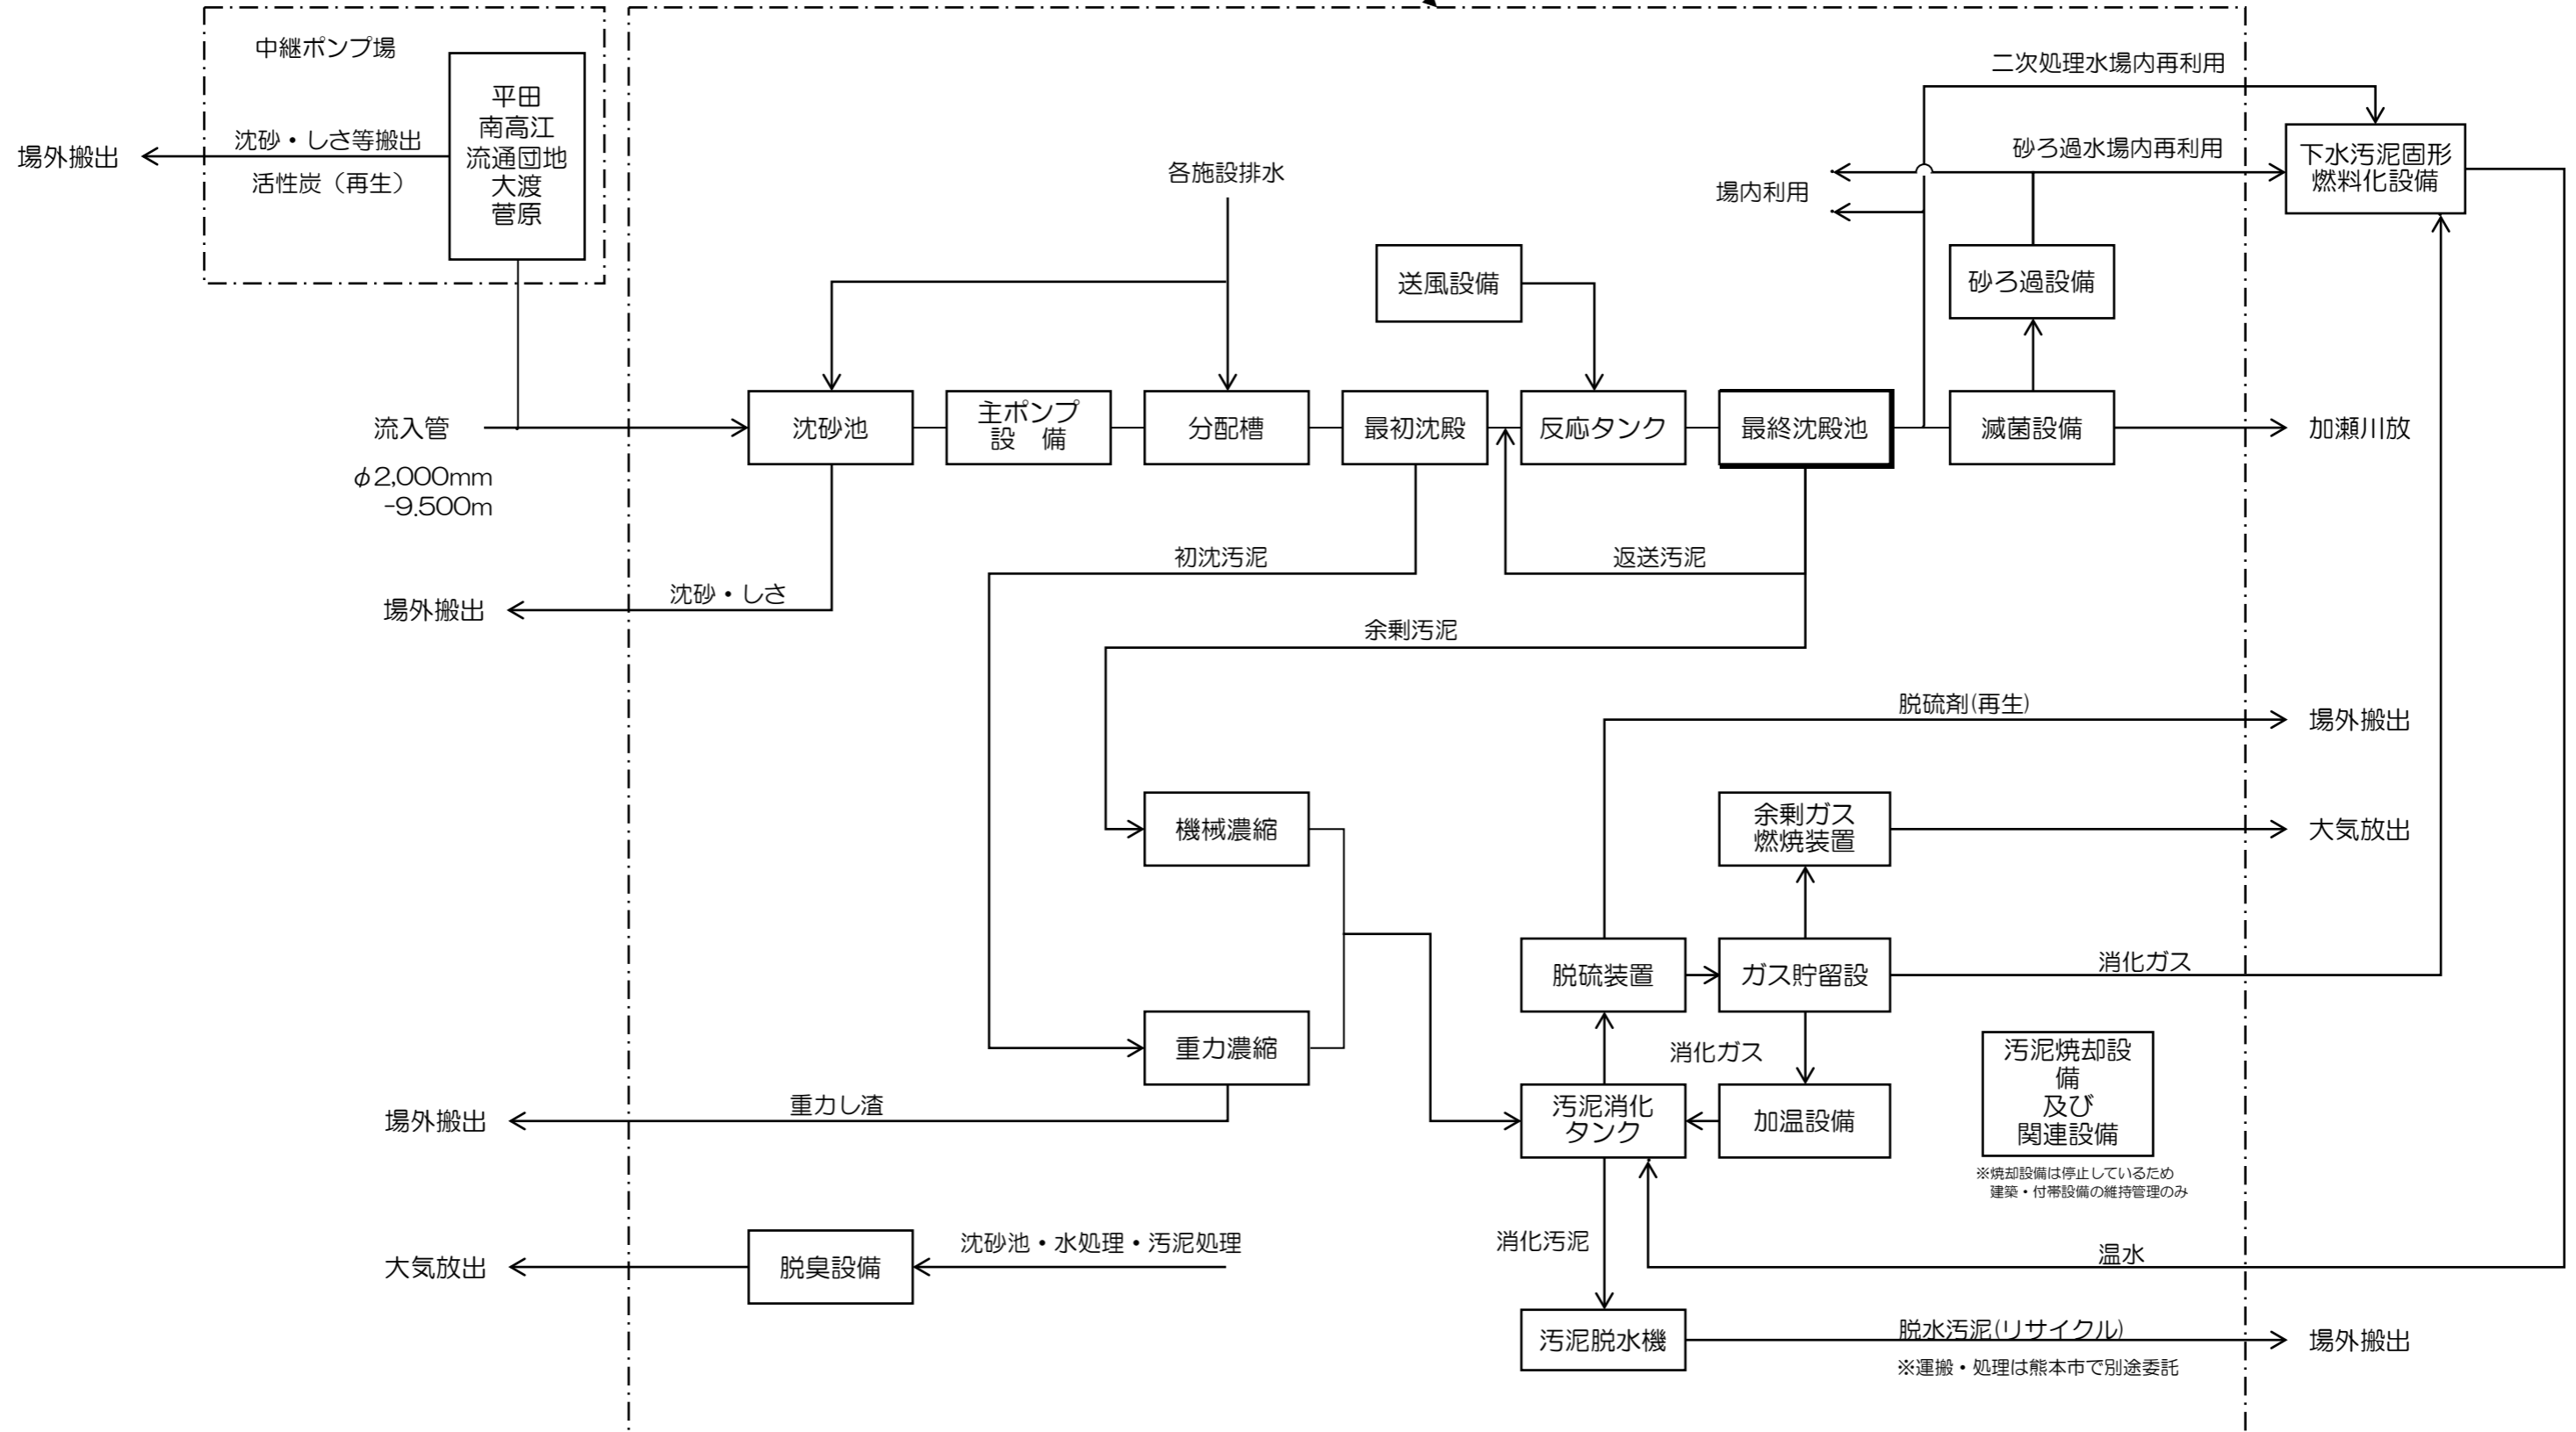 中継ポンプ場
平田
南高江
流通団地
大渡
菅原
沈砂・しさ等搬出
活性炭（再生）
場外搬出
二次処理水場内再利用
砂ろ過水場内再利用
場内利用
下水汚泥固形
燃料化設備
各施設排水
送風設備
砂ろ過設備
流入管
φ2,000mm
-9.500m
沈砂池
主ポンプ
設　備
分配槽
最初沈殿
反応タンク
最終沈殿池
滅菌設備
加瀬川放
初沈汚泥
返送汚泥
沈砂・しさ
場外搬出
余剰汚泥
脱硫剤(再生)
場外搬出
機械濃縮
余剰ガス
燃焼装置
大気放出
脱硫装置
ガス貯留設
消化ガス
重力濃縮
消化ガス
汚泥焼却設
備
及び
関連設備
※焼却設備は停止しているため
建築・付帯設備の維持管理のみ
重力し渣
場外搬出
汚泥消化
タンク
加温設備
沈砂池・水処理・汚泥処理
脱臭設備
大気放出
消化汚泥
温水
汚泥脱水機
脱水汚泥(リサイクル)
※運搬・処理は熊本市で別途委託
場外搬出